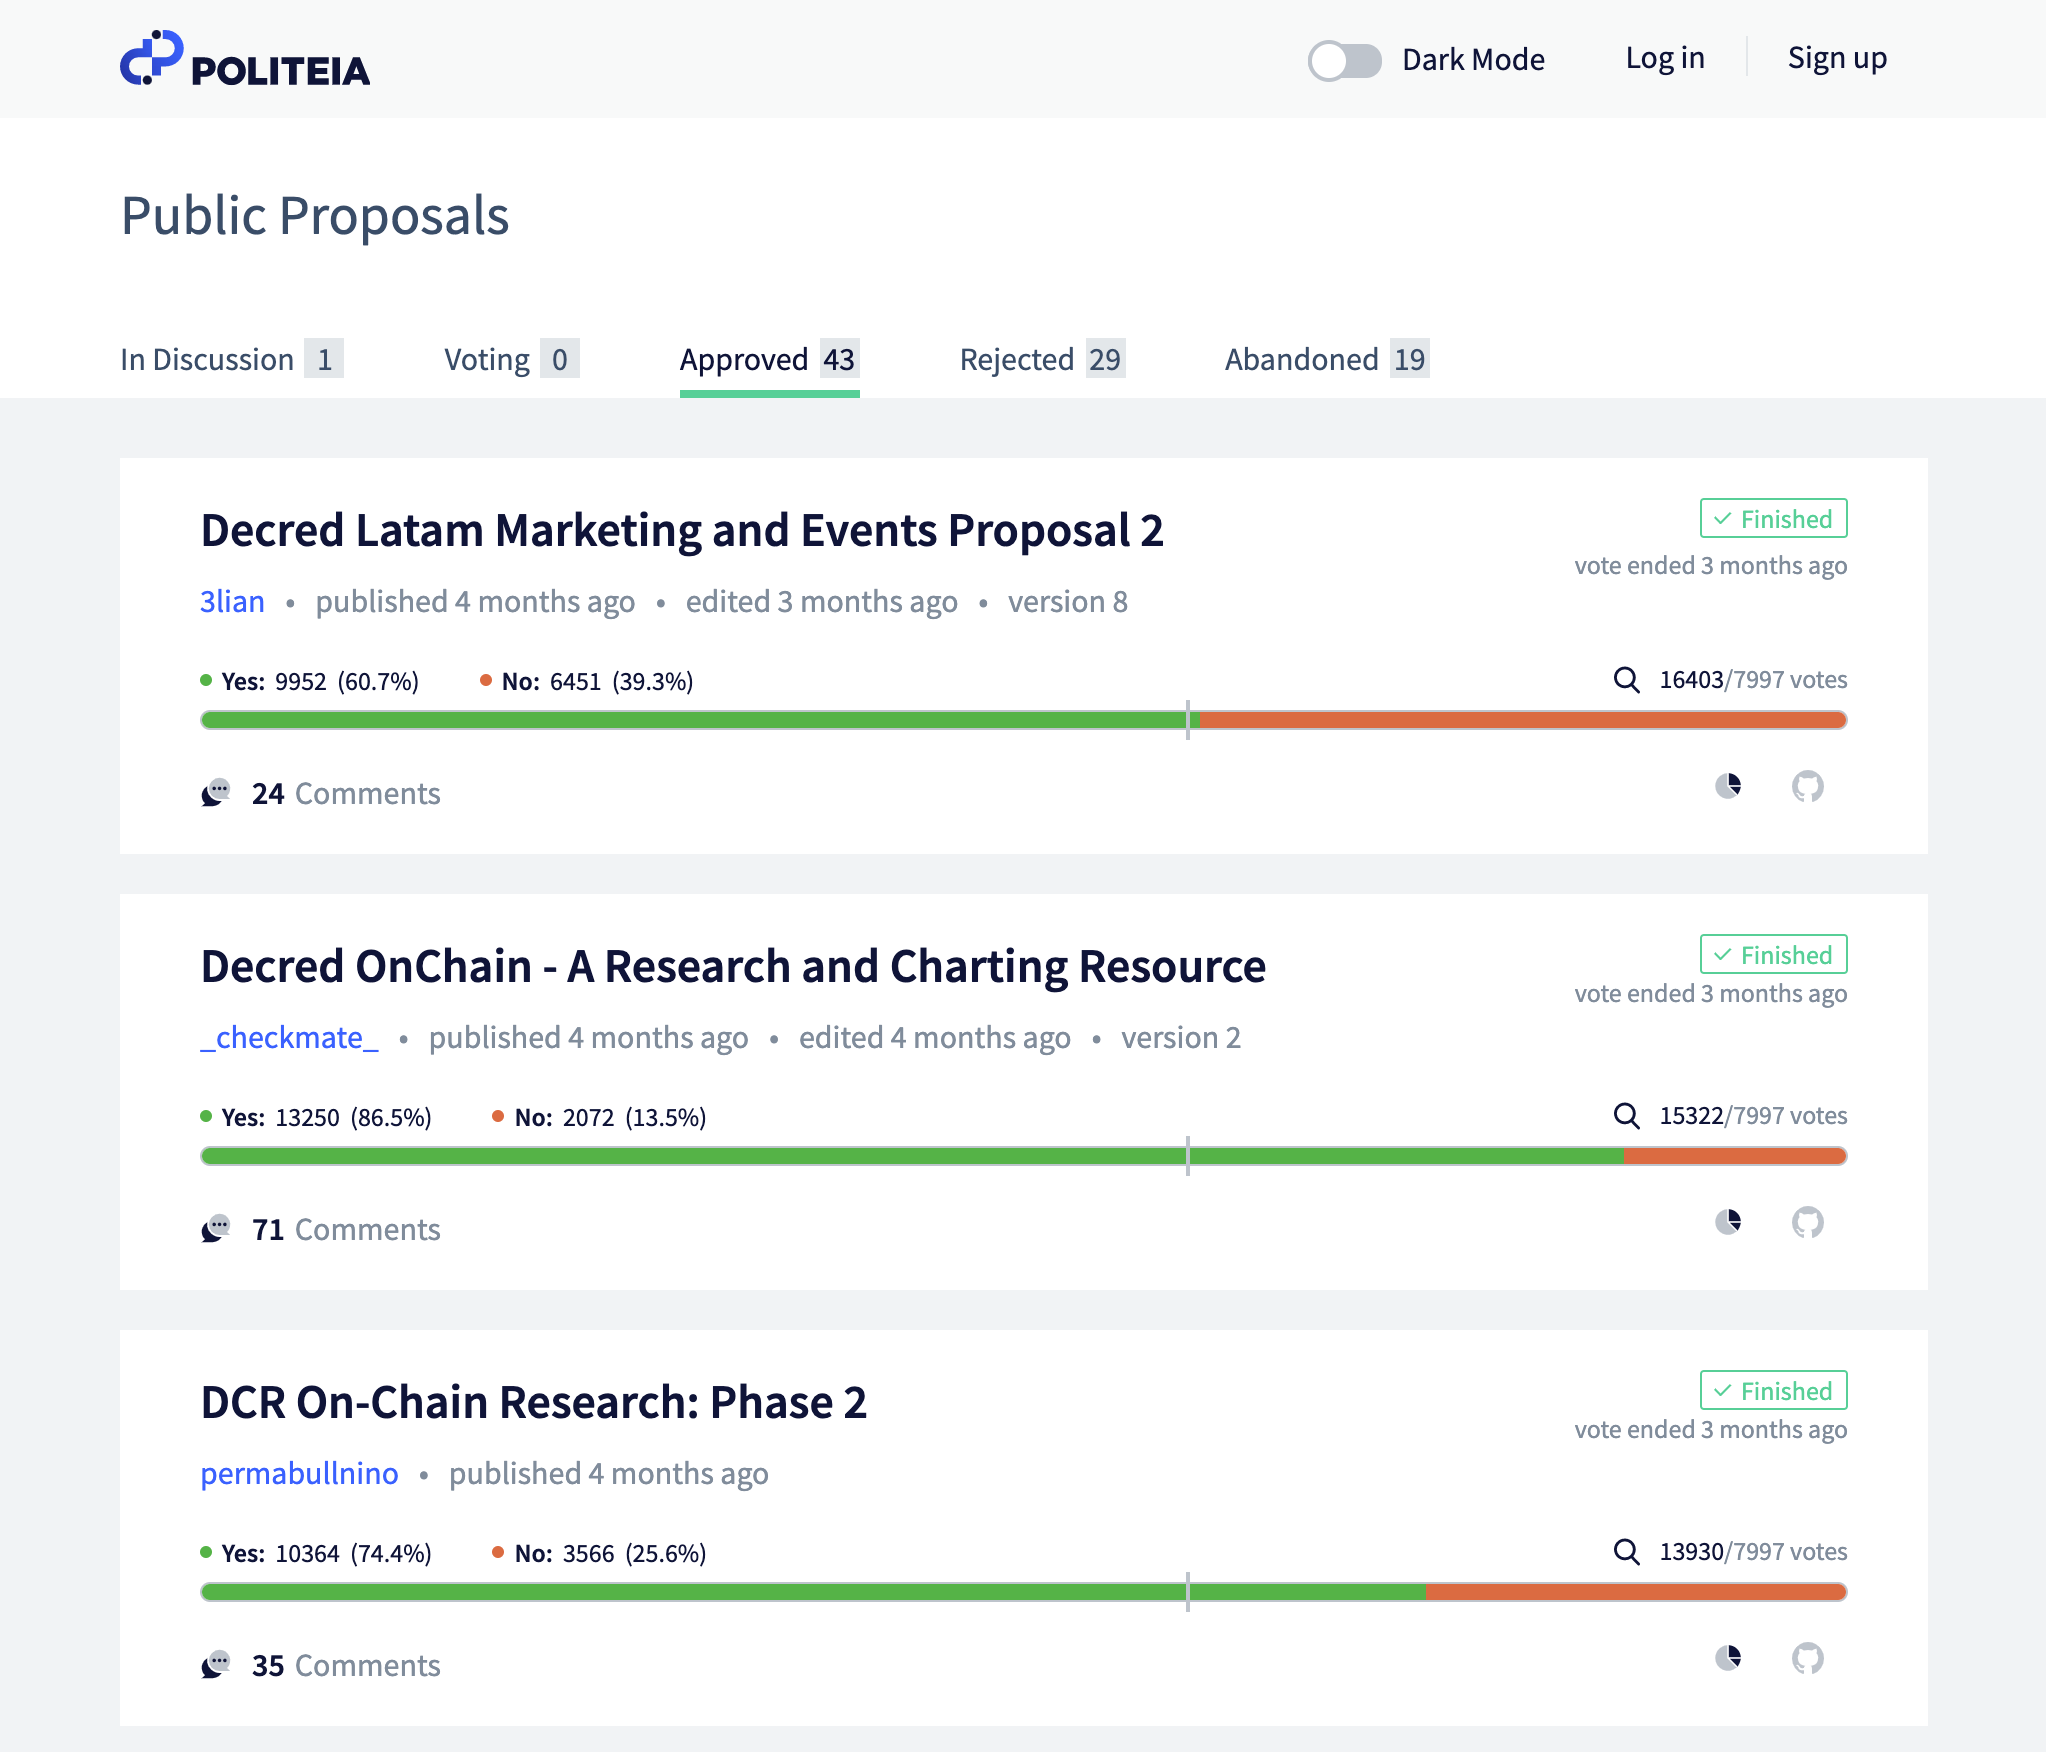 POLITEIA
Dark Mode
Log in
Sign up
Public Proposals
In Discussion 1
Voting 0
Approved 43
Rejected 29
Abandoned 19
Decred Latam Marketing and Events Proposal 2
Finished
vote ended 3 months ago
3lian • published 4 months ago • edited 3 months ago • version 8
Yes: 9952 (60.7%) No: 6451 (39.3%)
16403/7997 votes
24 Comments
Decred OnChain - A Research and Charting Resource
Finished
vote ended 3 months ago
_checkmate_ • published 4 months ago • edited 4 months ago • version 2
Yes: 13250 (86.5%) No: 2072 (13.5%)
15322/7997 votes
71 Comments
DCR On-Chain Research: Phase 2
Finished
vote ended 3 months ago
permabullnino • published 4 months ago
Yes: 10364 (74.4%) No: 3566 (25.6%)
13930/7997 votes
35 Comments